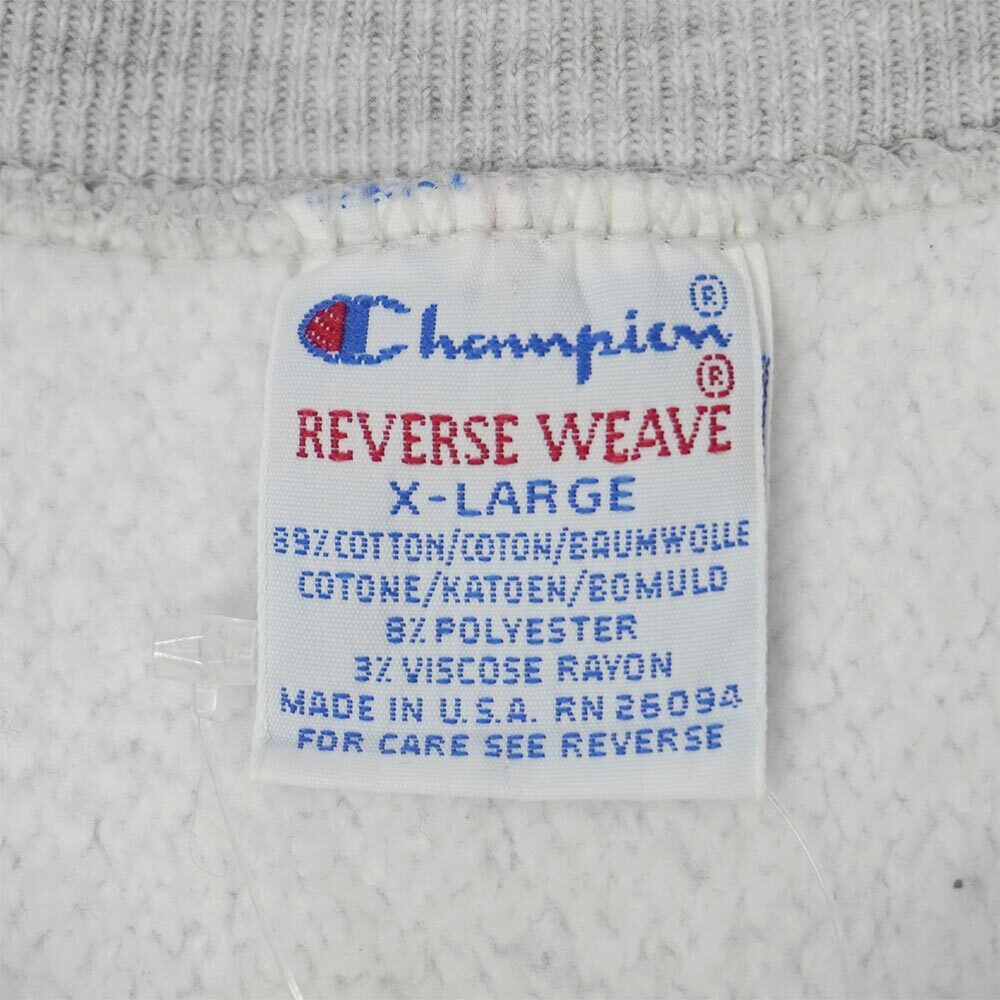 Champion ®
REVERSE WEAVE ®
X-LARGE
89% COTTON/COTON/BAUMWOLLE
COTONE/KATOEN/BOMULD
8% POLYESTER
3% VISCOSE RAYON
MADE IN U.S.A. RN 26094
FOR CARE SEE REVERSE